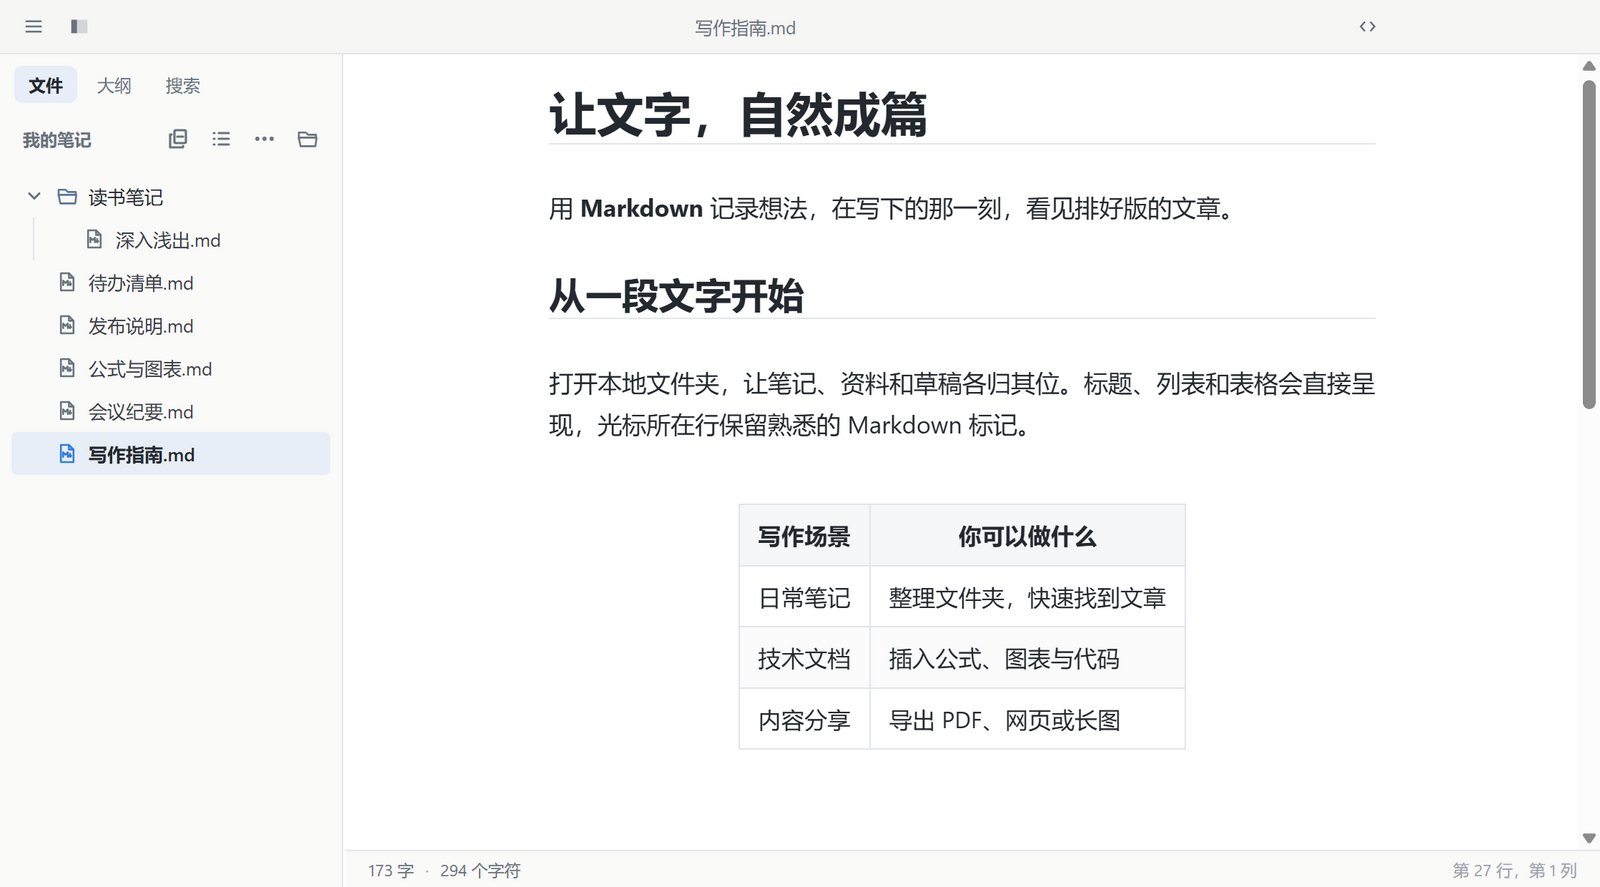 写作指南.md
文件 大纲 搜索
我的笔记
读书笔记
深入浅出.md
待办清单.md
发布说明.md
公式与图表.md
会议纪要.md
写作指南.md
让文字，自然成篇
用 Markdown 记录想法，在写下的那一刻，看见排好版的文章。
从一段文字开始
打开本地文件夹，让笔记、资料和草稿各归其位。标题、列表和表格会直接呈
现，光标所在行保留熟悉的 Markdown 标记。
写作场景 你可以做什么
日常笔记 整理文件夹，快速找到文章
技术文档 插入公式、图表与代码
内容分享 导出 PDF、网页或长图
173 字 · 294 个字符
第 27 行，第 1 列